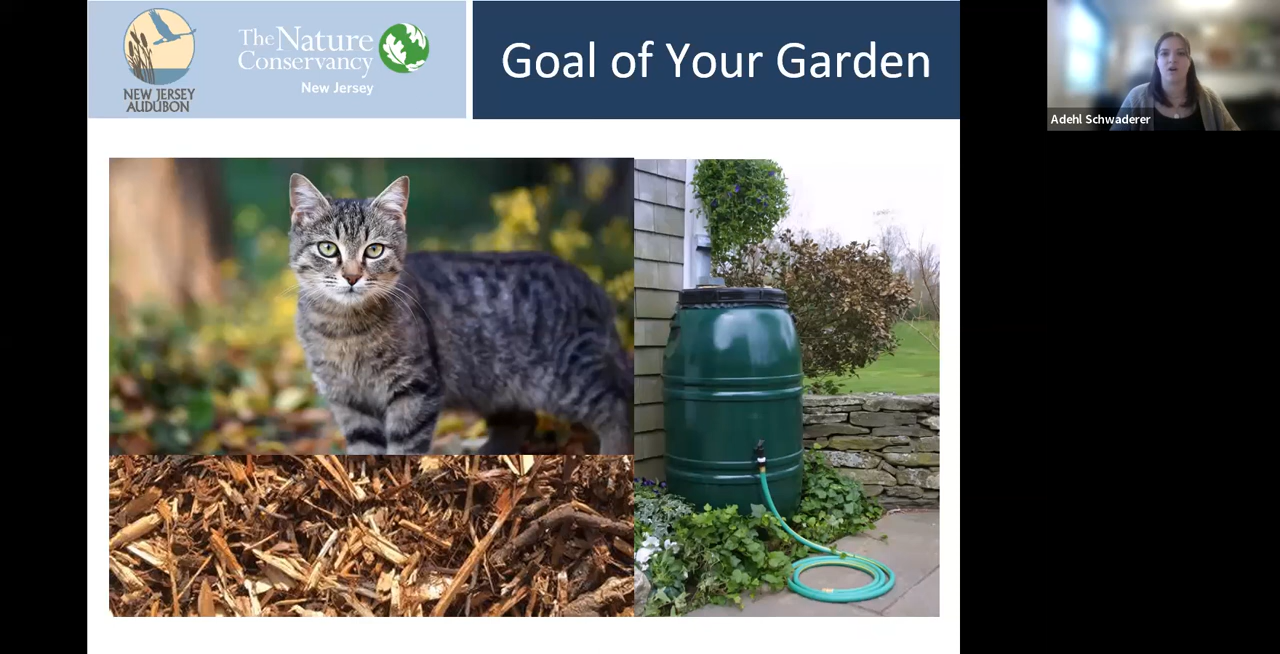 NEW JERSEY
AUDUBON
The Nature
Conservancy
New Jersey
Goal of Your Garden
Adehl Schwaderer